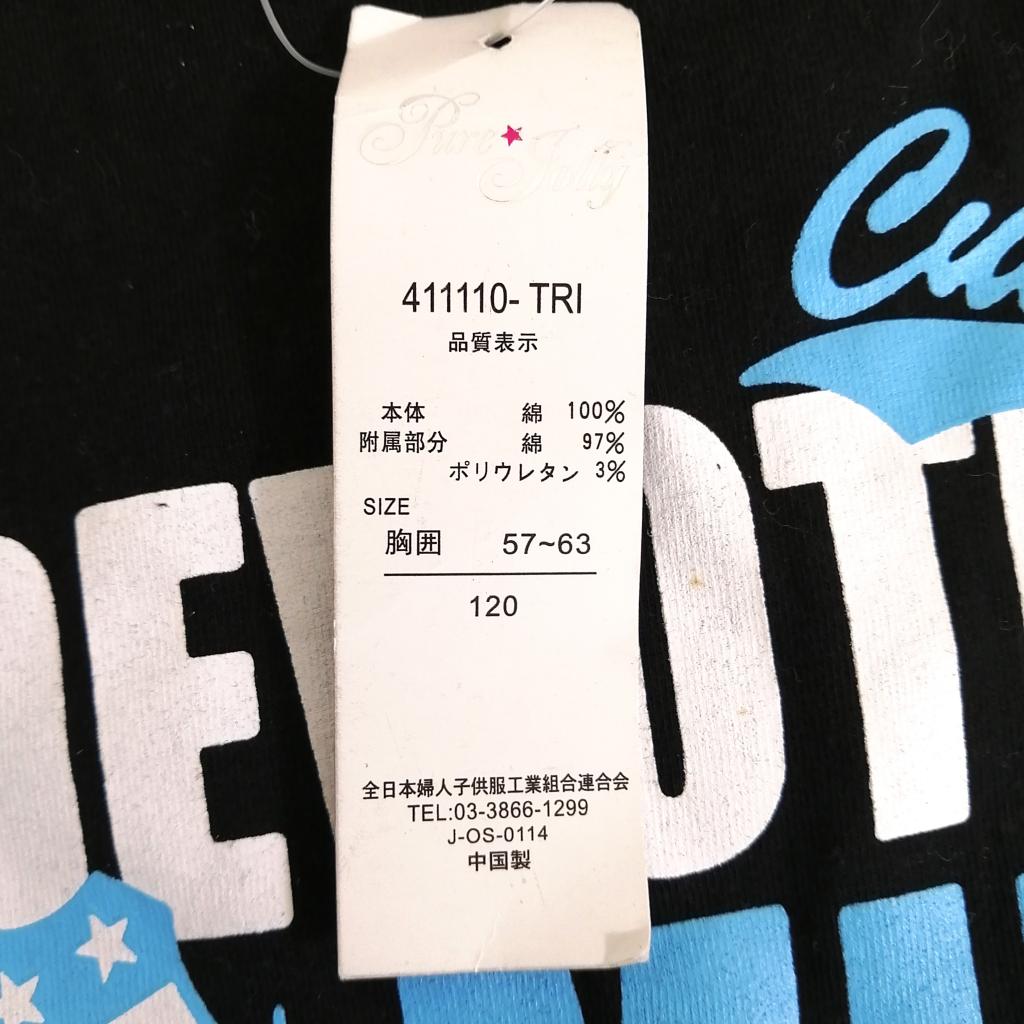 Pure Jolly
411110- TRI
品質表示
本体 綿 100%
附属部分 綿 97%
ポリウレタン 3%
SIZE
胸囲 57~63
120
全日本婦人子供服工業組合連合会
TEL:03-3866-1299
J-OS-0114
中国製